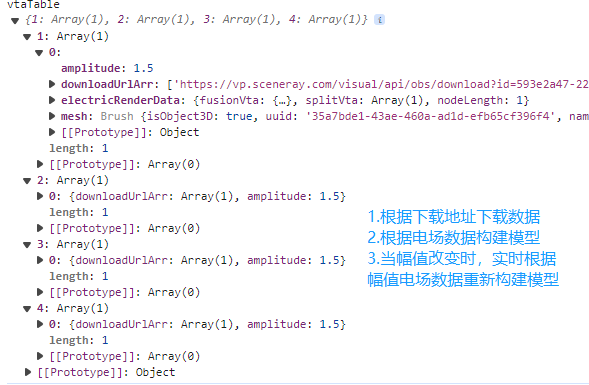 vtaTable
{1: Array(1), 2: Array(1), 3: Array(1), 4: Array(1)} i
1: Array(1)
0:
amplitude: 1.5
downloadUrlArr: ['https://vp.sceneray.com/visual/api/obs/download?id=593e2a47-22
electricRenderData: {fusionVta: {…}, splitVta: Array(1), nodeLength: 1}
mesh: Brush {isObject3D: true, uuid: '35a7bde1-43ae-460a-ad1d-efb65cf396f4', nam
[[Prototype]]: Object
length: 1
[[Prototype]]: Array(0)
2: Array(1)
0: {downloadUrlArr: Array(1), amplitude: 1.5}
length: 1
[[Prototype]]: Array(0)
3: Array(1)
0: {downloadUrlArr: Array(1), amplitude: 1.5}
length: 1
[[Prototype]]: Array(0)
4: Array(1)
0: {downloadUrlArr: Array(1), amplitude: 1.5}
length: 1
[[Prototype]]: Array(0)
[[Prototype]]: Object
1.根据下载地址下载数据
2.根据电场数据构建模型
3.当幅值改变时，实时根据
幅值电场数据重新构建模型